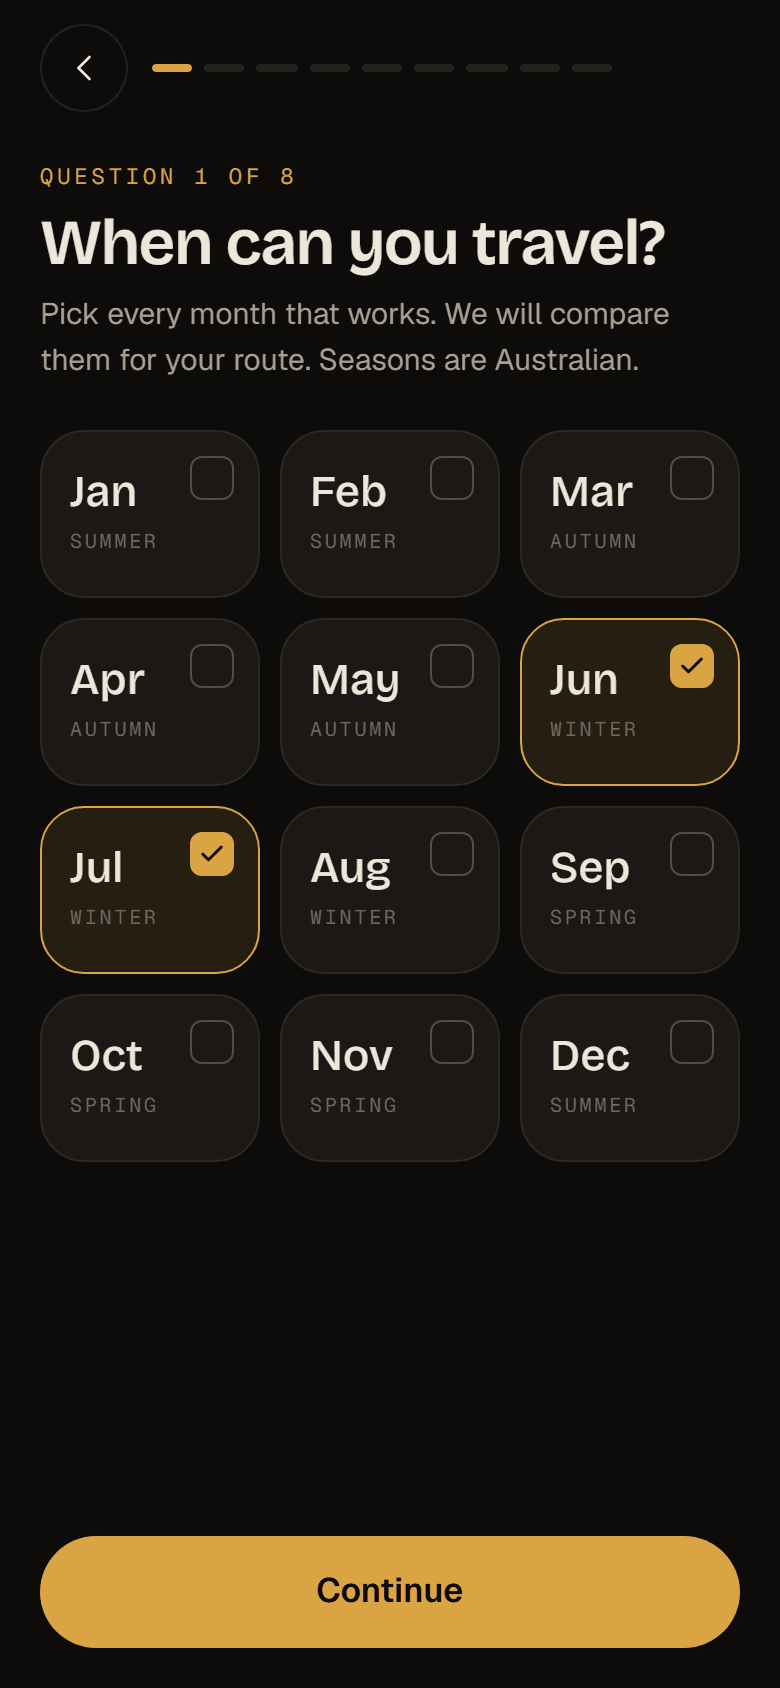 QUESTION 1 OF 8
When can you travel?
Pick every month that works. We will compare
them for your route. Seasons are Australian.
Jan
SUMMER
Feb
SUMMER
Mar
AUTUMN
Apr
AUTUMN
May
AUTUMN
Jun
WINTER
Jul
WINTER
Aug
WINTER
Sep
SPRING
Oct
SPRING
Nov
SPRING
Dec
SUMMER
Continue